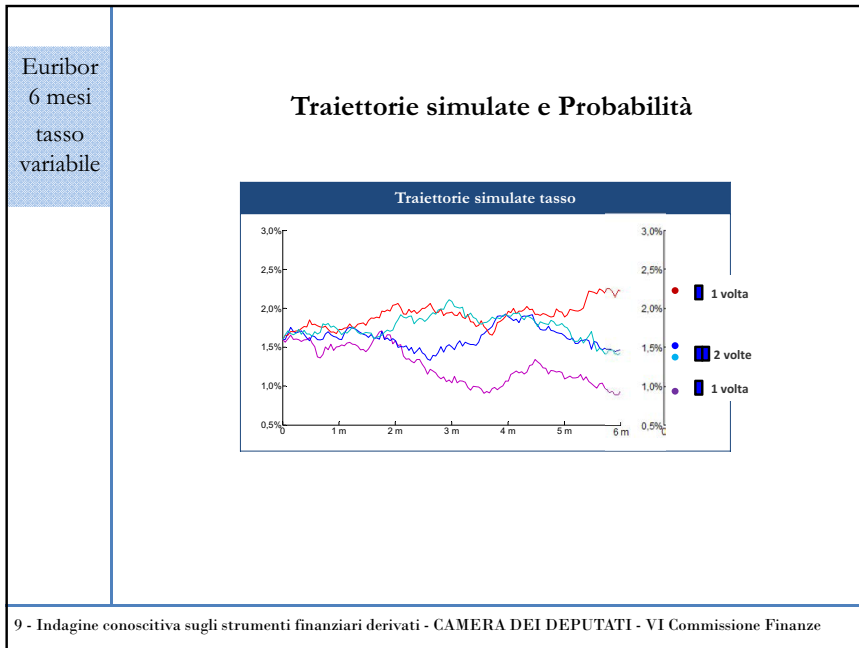 Euribor
6 mesi
tasso
variabile
Traiettorie simulate e Probabilità
Traiettorie simulate tasso
3,0%
2,5%
2,0%
1,5%
1,0%
0,5%
0 1 m 2 m 3 m 4 m 5 m 6 m
3,0%
2,5%
2,0%
1,5%
1,0%
0,5%
1 volta
2 volte
1 volta
9 - Indagine conoscitiva sugli strumenti finanziari derivati - CAMERA DEI DEPUTATI - VI Commissione Finanze